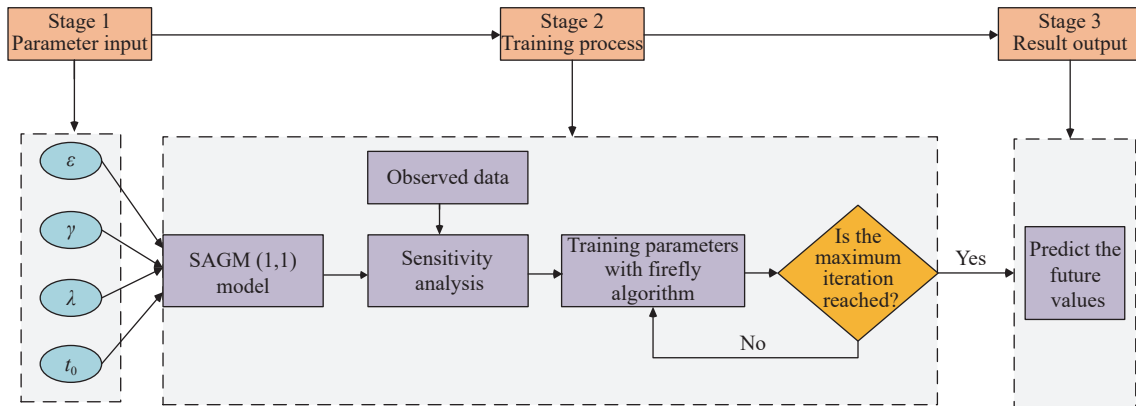 Stage 1
Parameter input
Stage 2
Training process
Stage 3
Result output
ε
γ
λ
t₀
SAGM (1,1)
model
Observed data
Sensitivity
analysis
Training parameters
with firefly
algorithm
Is the
maximum
iteration
reached?
No
Yes
Predict the
future
values